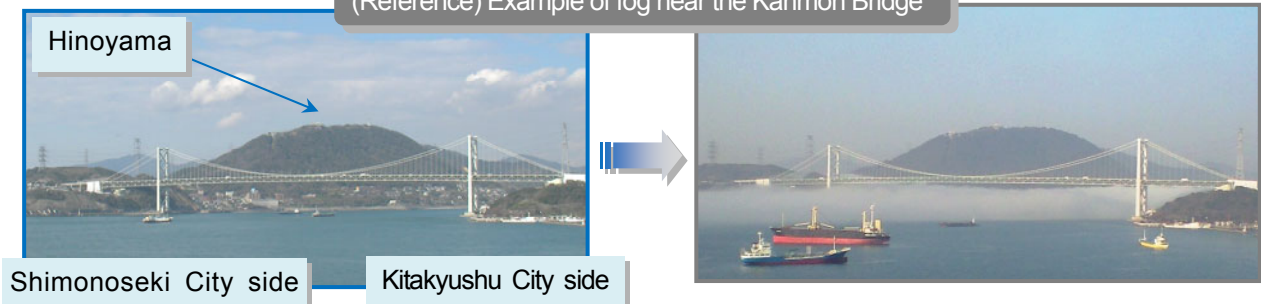 (Reference) Example of fog near the Kanmon Bridge
Hinoyama
Shimonoseki City side
Kitakyushu City side